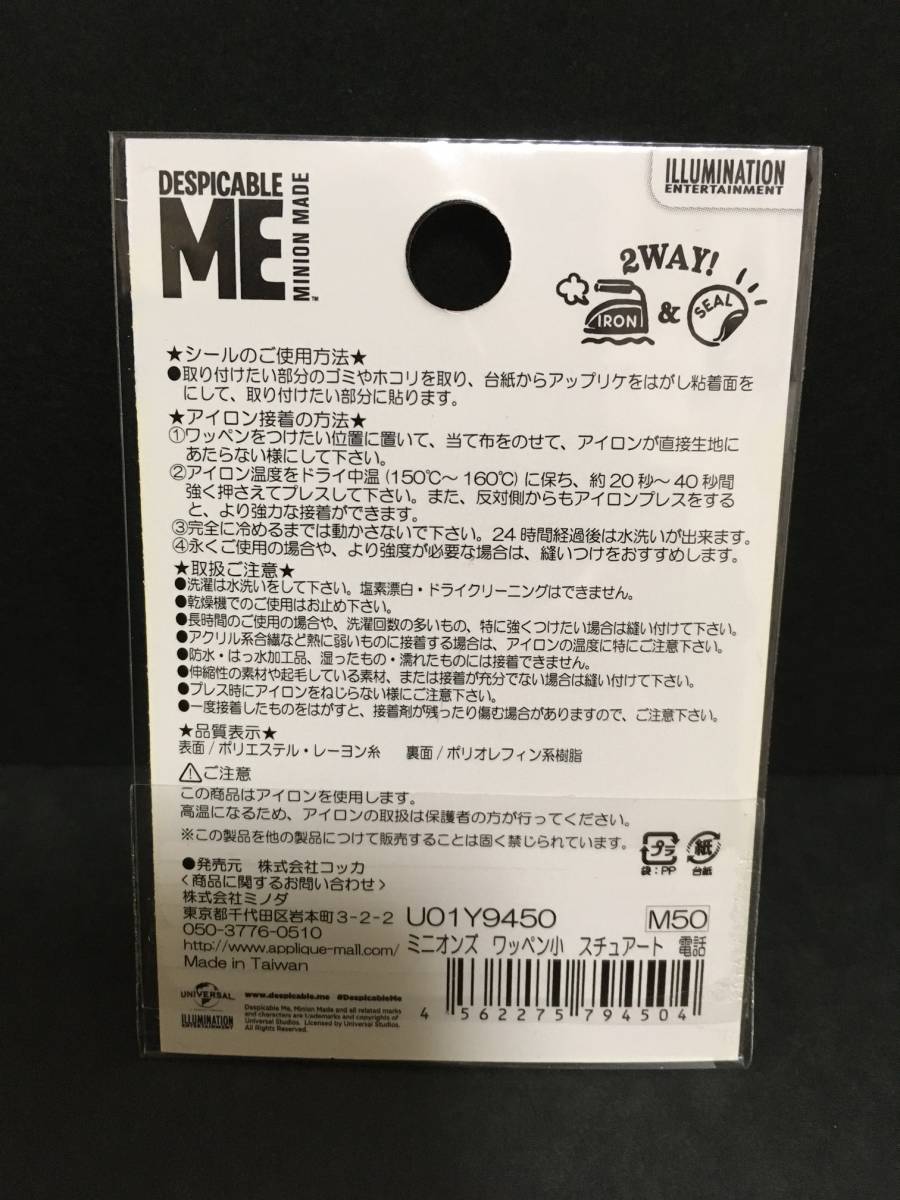 DESPICABLE
ME
MINION MADE
™
ILLUMINATION
ENTERTAINMENT
2WAY!
IRON
&
SEAL
★シールのご使用方法★
●取り付けたい部分のゴミやホコリを取り、台紙からアップリケをはがし粘着面を
にして、取り付けたい部分に貼ります。
★アイロン接着の方法★
①ワッペンをつけたい位置に置いて、当て布をのせて、アイロンが直接生地に
あたらない様にして下さい。
②アイロン温度をドライ中温(150℃~160℃)に保ち、約20秒~40秒間
強く押さえてプレスして下さい。また、反対側からもアイロンプレスをする
と、より強力な接着ができます。
③完全に冷めるまでは動かさないで下さい。24時間経過後は水洗いが出来ます。
④永くご使用の場合や、より強度が必要な場合は、縫いつけをおすすめします。
★取扱ご注意★
●洗濯は水洗いをして下さい。塩素漂白・ドライクリーニングはできません。
●乾燥機でのご使用はお止め下さい。
●長時間のご使用の場合や、洗濯回数の多いもの、特に強くつけたい場合は縫い付けて下さい。
●アクリル系合繊など熱に弱いものに接着する場合は、アイロンの温度に特にご注意下さい。
●防水・はっ水加工品、湿ったもの・濡れたものには接着できません。
●伸縮性の素材や起毛している素材、または接着が充分でない場合は縫い付けて下さい。
●プレス時にアイロンをねじらない様にご注意下さい。
●一度接着したものをはがすと、接着剤が残ったり傷む場合がありますので、ご注意下さい。
★品質表示★
表面/ポリエステル・レーヨン糸 裏面/ポリオレフィン系樹脂
⚠ご注意
この商品はアイロンを使用します。
高温になるため、アイロンの取扱は保護者の方が行ってください。
※この製品を他の製品につけて販売することは固く禁じられています。
プラ
袋:PP
紙
台紙
●発売元 株式会社コッカ
<商品に関するお問い合わせ>
株式会社ミノダ
東京都千代田区岩本町3-2-2
050-3776-0510
http://www.applique-mall.com/
Made in Taiwan
U01Y9450
M50
ミニオンズ ワッペン小 スチュアート 電話
4 562275 794504
UNIVERSAL
ILLUMINATION
ENTERTAINMENT
www.despicable.me #DespicableMe
Despicable Me, Minion Made and all related marks
and characters are trademarks and copyrights of
Universal Studios. Licensed by Universal Studios.
All Rights Reserved.